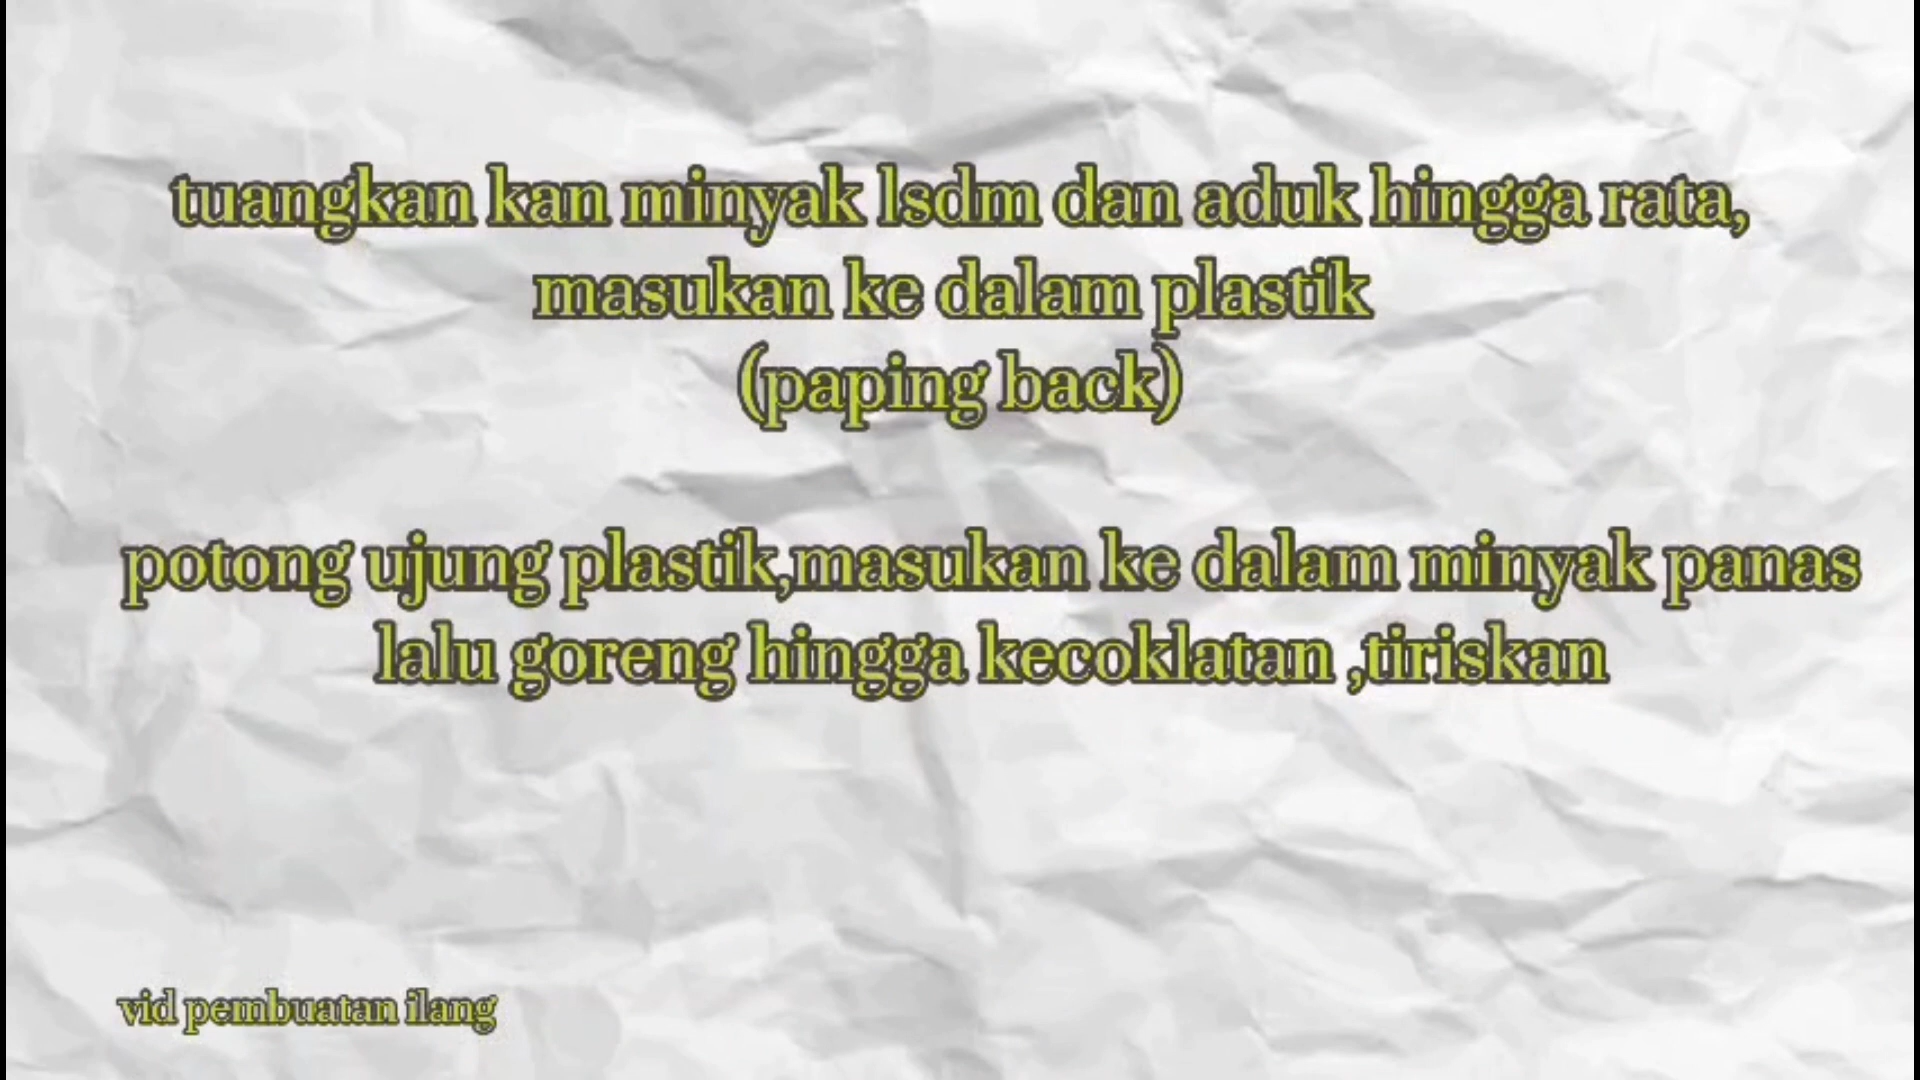 tuangkan kan minyak lsdm dan aduk hingga rata,
masukan ke dalam plastik
(paping back)
potong ujung plastik,masukan ke dalam minyak panas
lalu goreng hingga kecoklatan ,tiriskan
vid pembuatan ilang